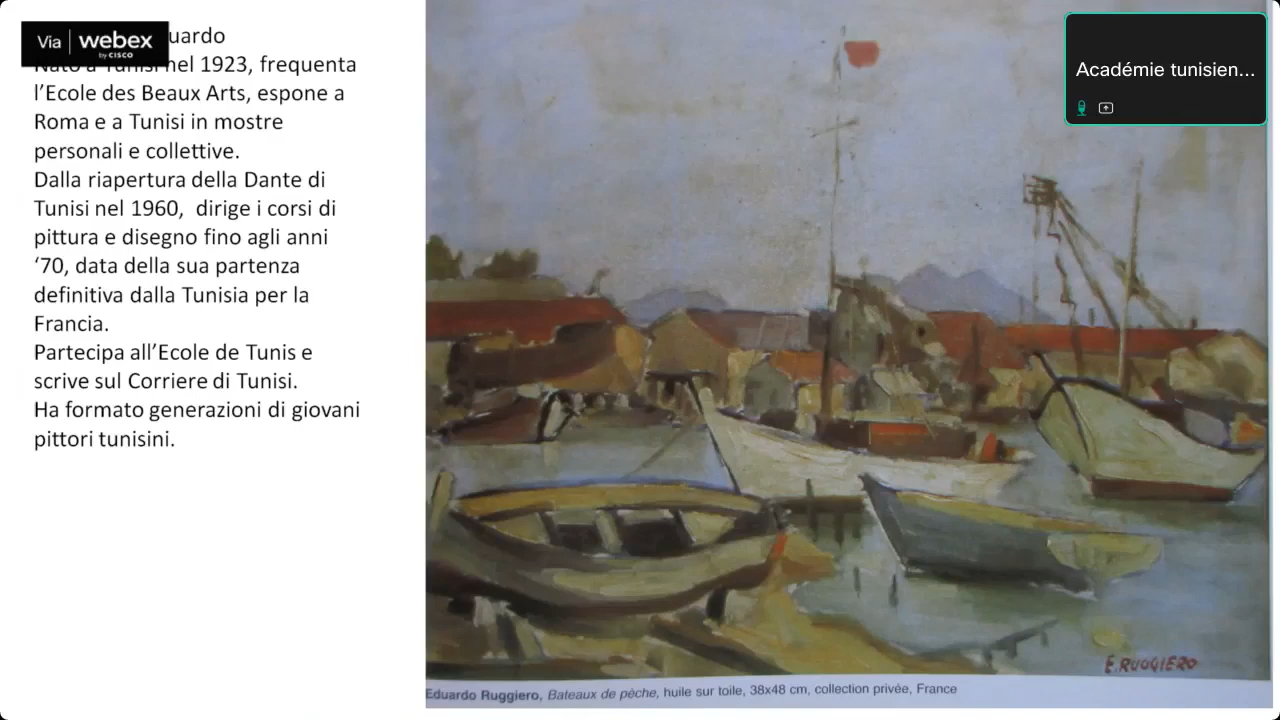 Via webex
by CISCO
uardo
Nato a Tunisi nel 1923, frequenta
l’Ecole des Beaux Arts, espone a
Roma e a Tunisi in mostre
personali e collettive.
Dalla riapertura della Dante di
Tunisi nel 1960, dirige i corsi di
pittura e disegno fino agli anni
‘70, data della sua partenza
definitiva dalla Tunisia per la
Francia.
Partecipa all’Ecole de Tunis e
scrive sul Corriere di Tunisi.
Ha formato generazioni di giovani
pittori tunisini.
Académie tunisien...
E. RUGGIERO
Eduardo Ruggiero, Bateaux de pèche, huile sur toile, 38x48 cm, collection privée, France